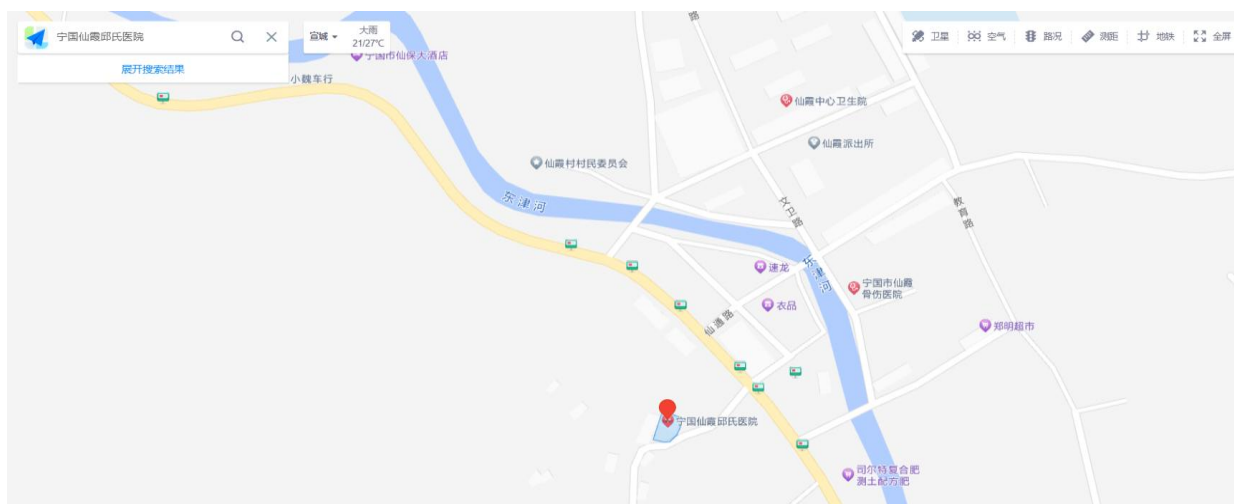 宁国仙霞邱氏医院
宣城
大雨
21/27℃
卫星
空气
路况
测距
地铁
全屏
展开搜索结果
路
宁国市仙保大酒店
小魏车行
仙霞中心卫生院
仙霞派出所
仙霞村村民委员会
东津河
文卫路
教育路
速龙
东津河
宁国市仙霞
骨伤医院
衣品
仙通路
郑明超市
宁国仙霞邱氏医院
司尔特复合肥
测土配方肥